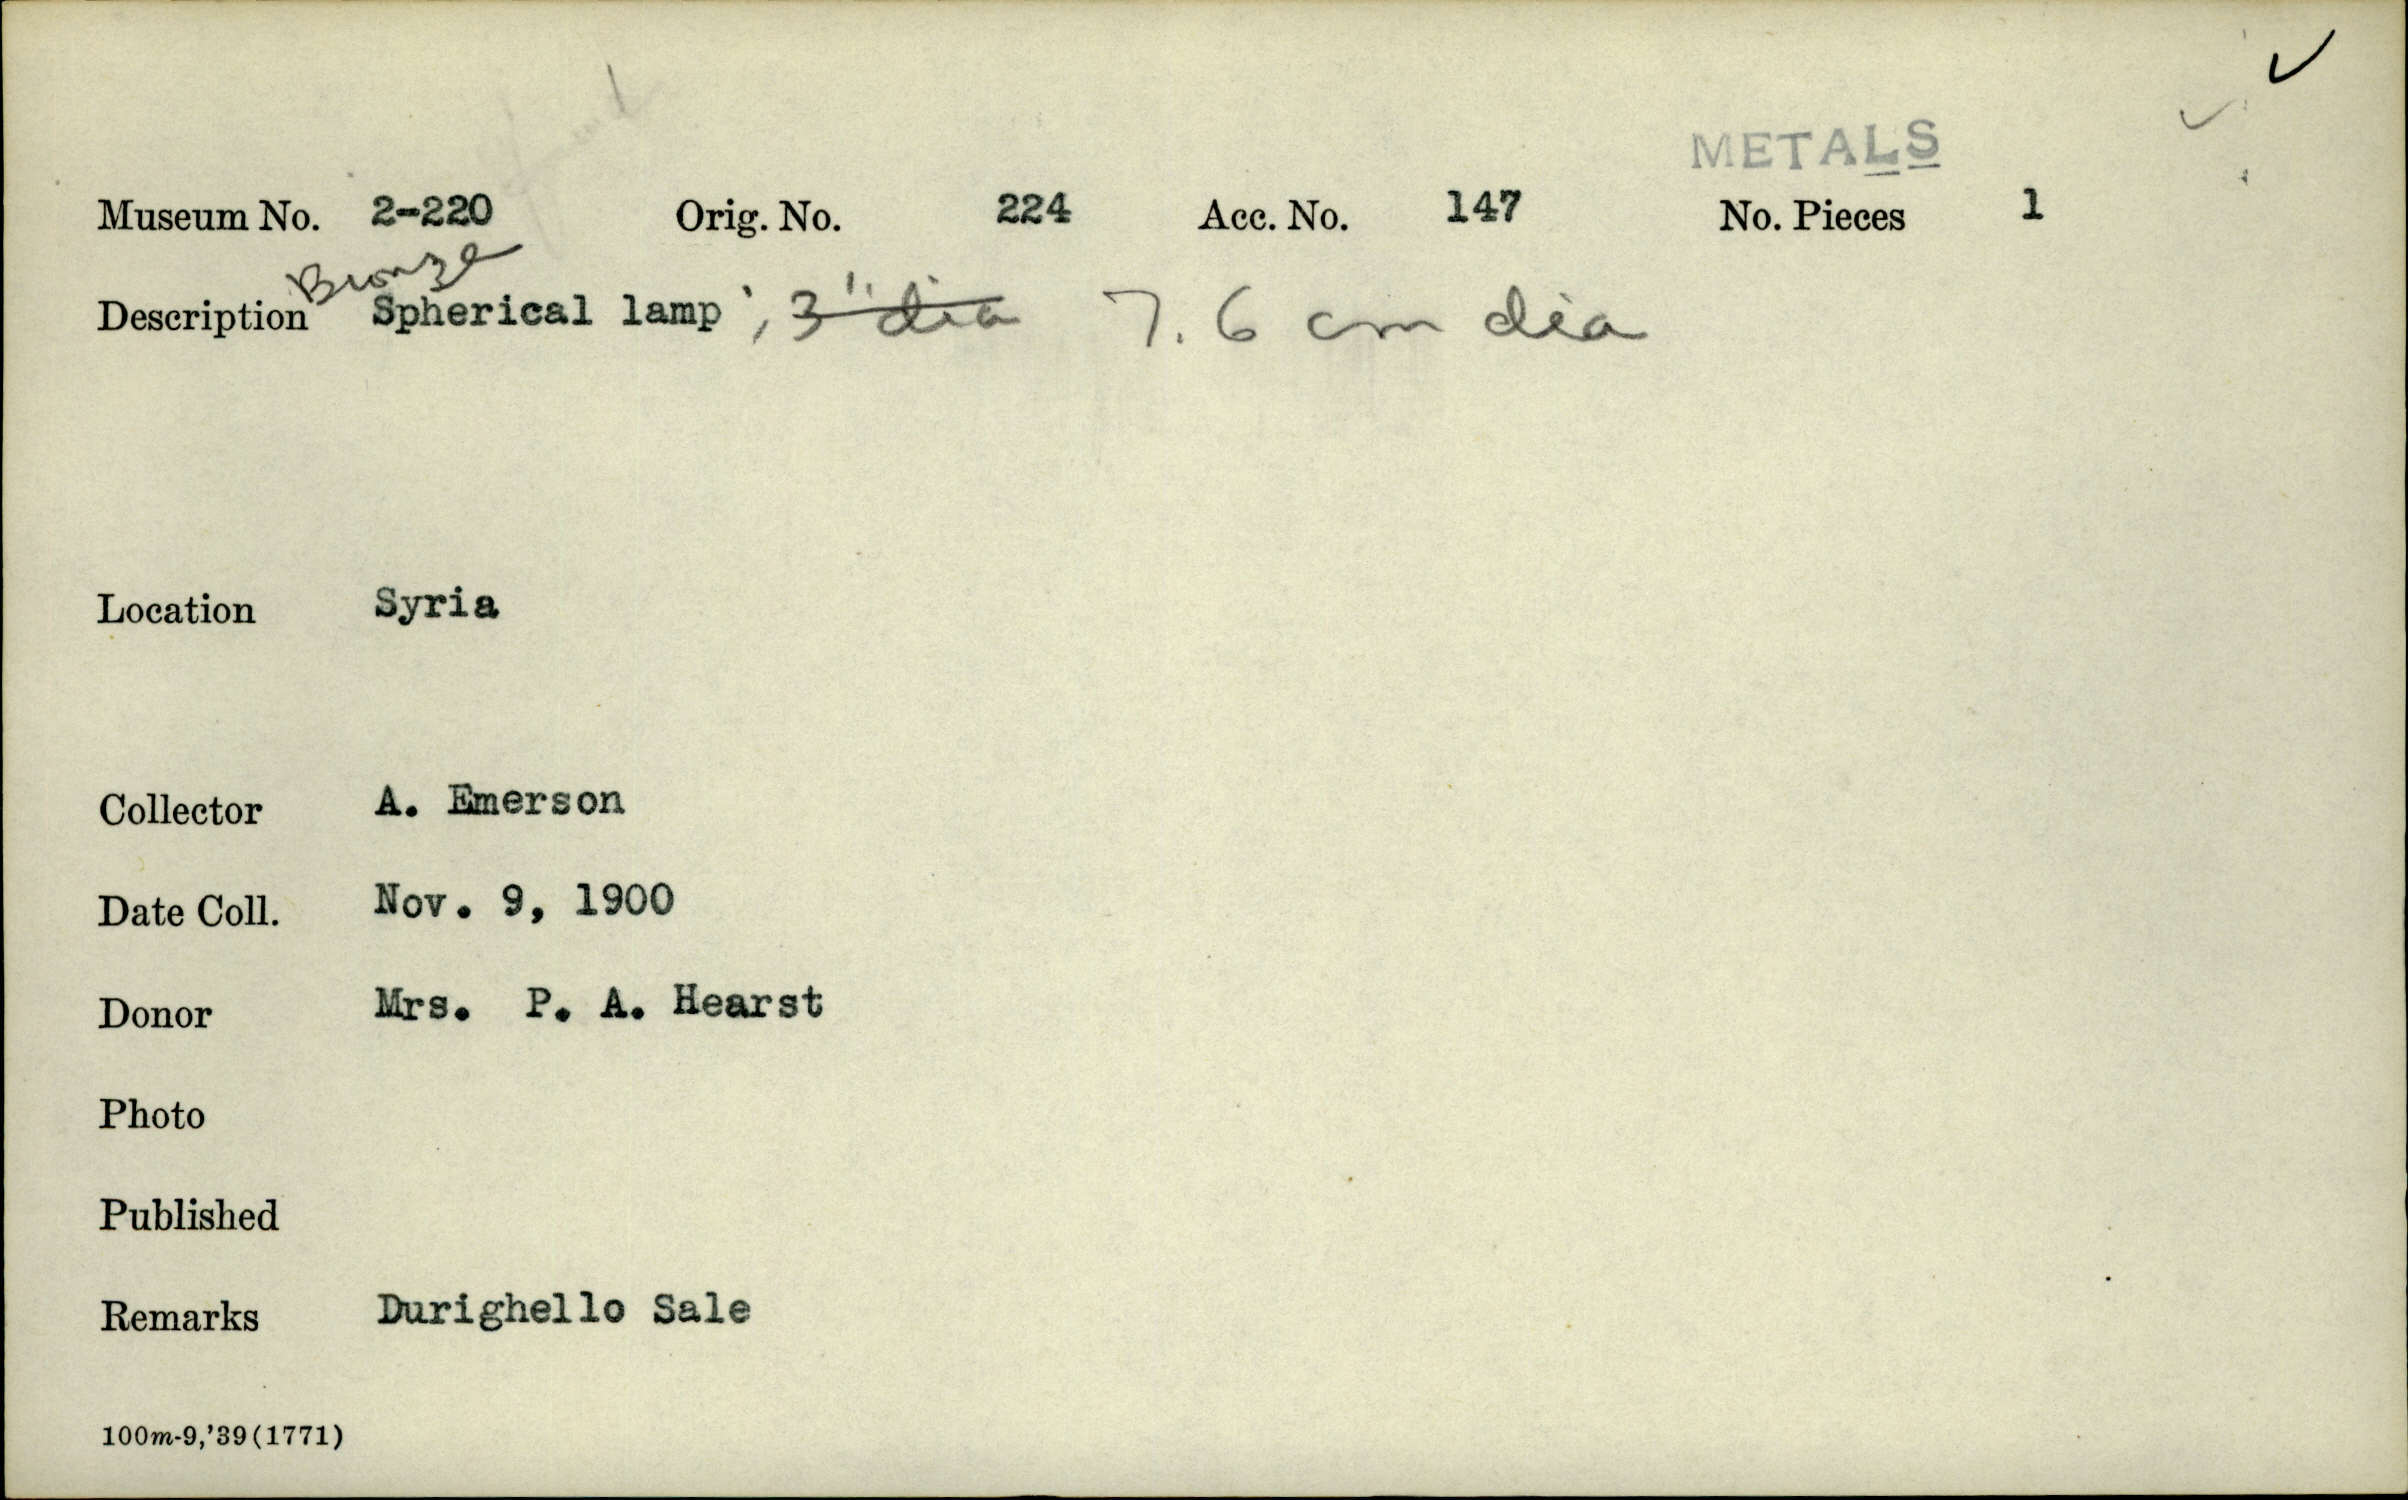 METALS
Museum No. 2-220 Orig. No. 224 Acc. No. 147 No. Pieces 1
Bronze
Description Spherical lamp, 3" dia 7.6 cm dia
Location Syria
Collector A. Emerson
Date Coll. Nov. 9, 1900
Donor Mrs. P. A. Hearst
Photo
Published
Remarks Durighello Sale
100m-9,'39(1771)